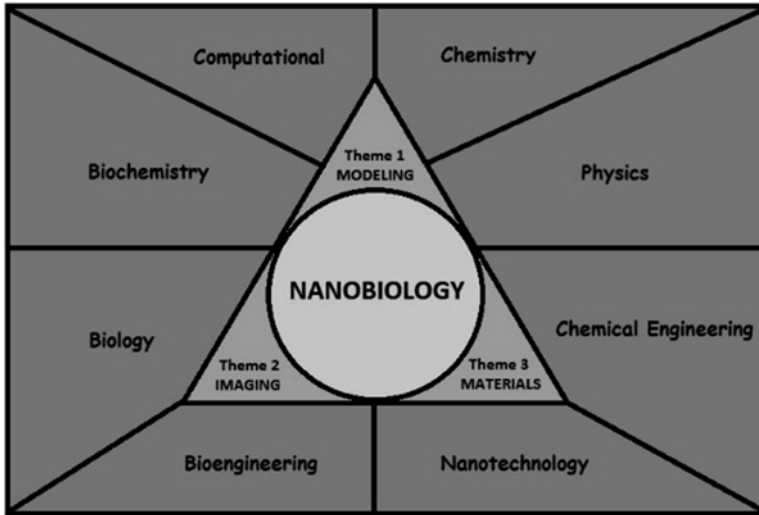 Computational
Chemistry
Biochemistry
Theme 1
MODELING
Physics
NANOBIOLOGY
Biology
Chemical Engineering
Theme 2
IMAGING
Theme 3
MATERIALS
Bioengineering
Nanotechnology